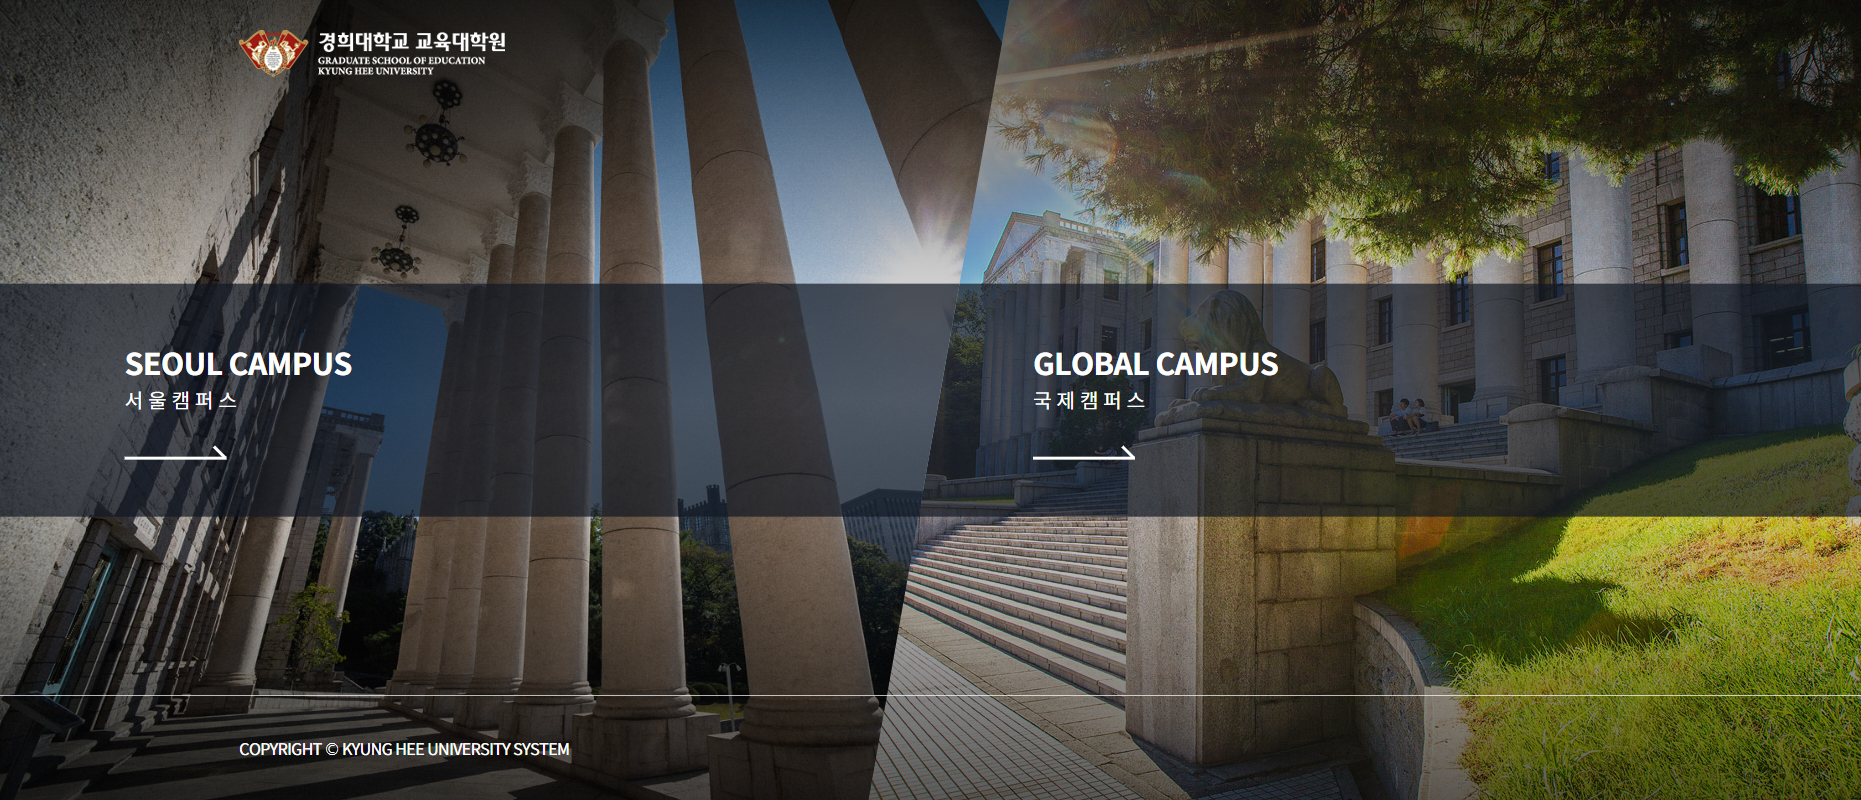 경희대학교 교육대학원
GRADUATE SCHOOL OF EDUCATION
KYUNG HEE UNIVERSITY
SEOUL CAMPUS
서울캠퍼스
GLOBAL CAMPUS
국제캠퍼스
COPYRIGHT © KYUNG HEE UNIVERSITY SYSTEM